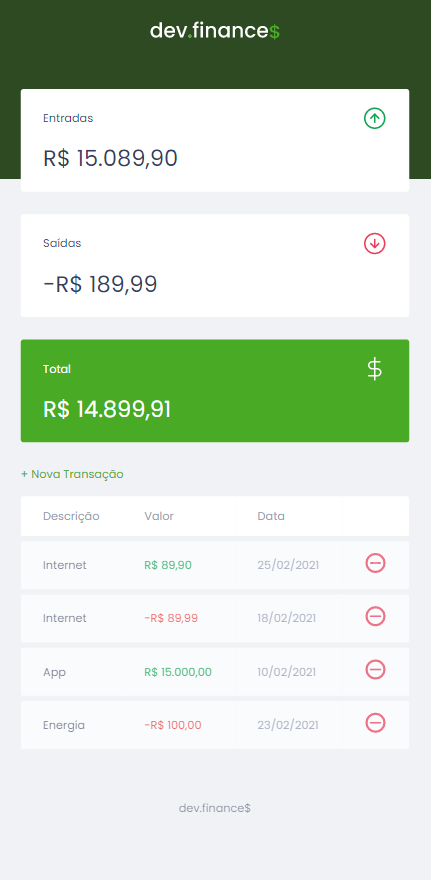 dev.finance$
Entradas
R$ 15.089,90
Saídas
-R$ 189,99
Total
$
R$ 14.899,91
+ Nova Transação
Descrição Valor Data
Internet R$ 89,90 25/02/2021
Internet -R$ 89,99 18/02/2021
App R$ 15.000,00 10/02/2021
Energia -R$ 100,00 23/02/2021
dev.finance$